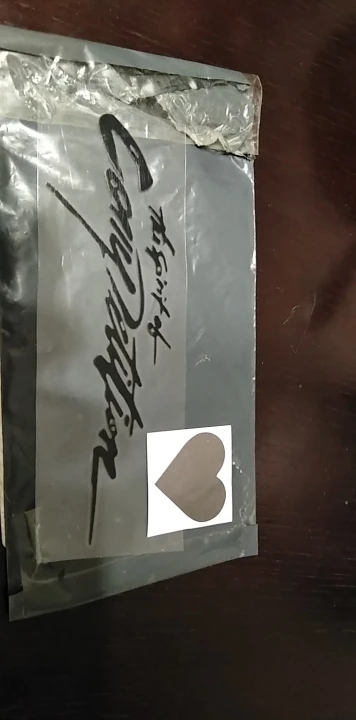 The spirit of
Competition